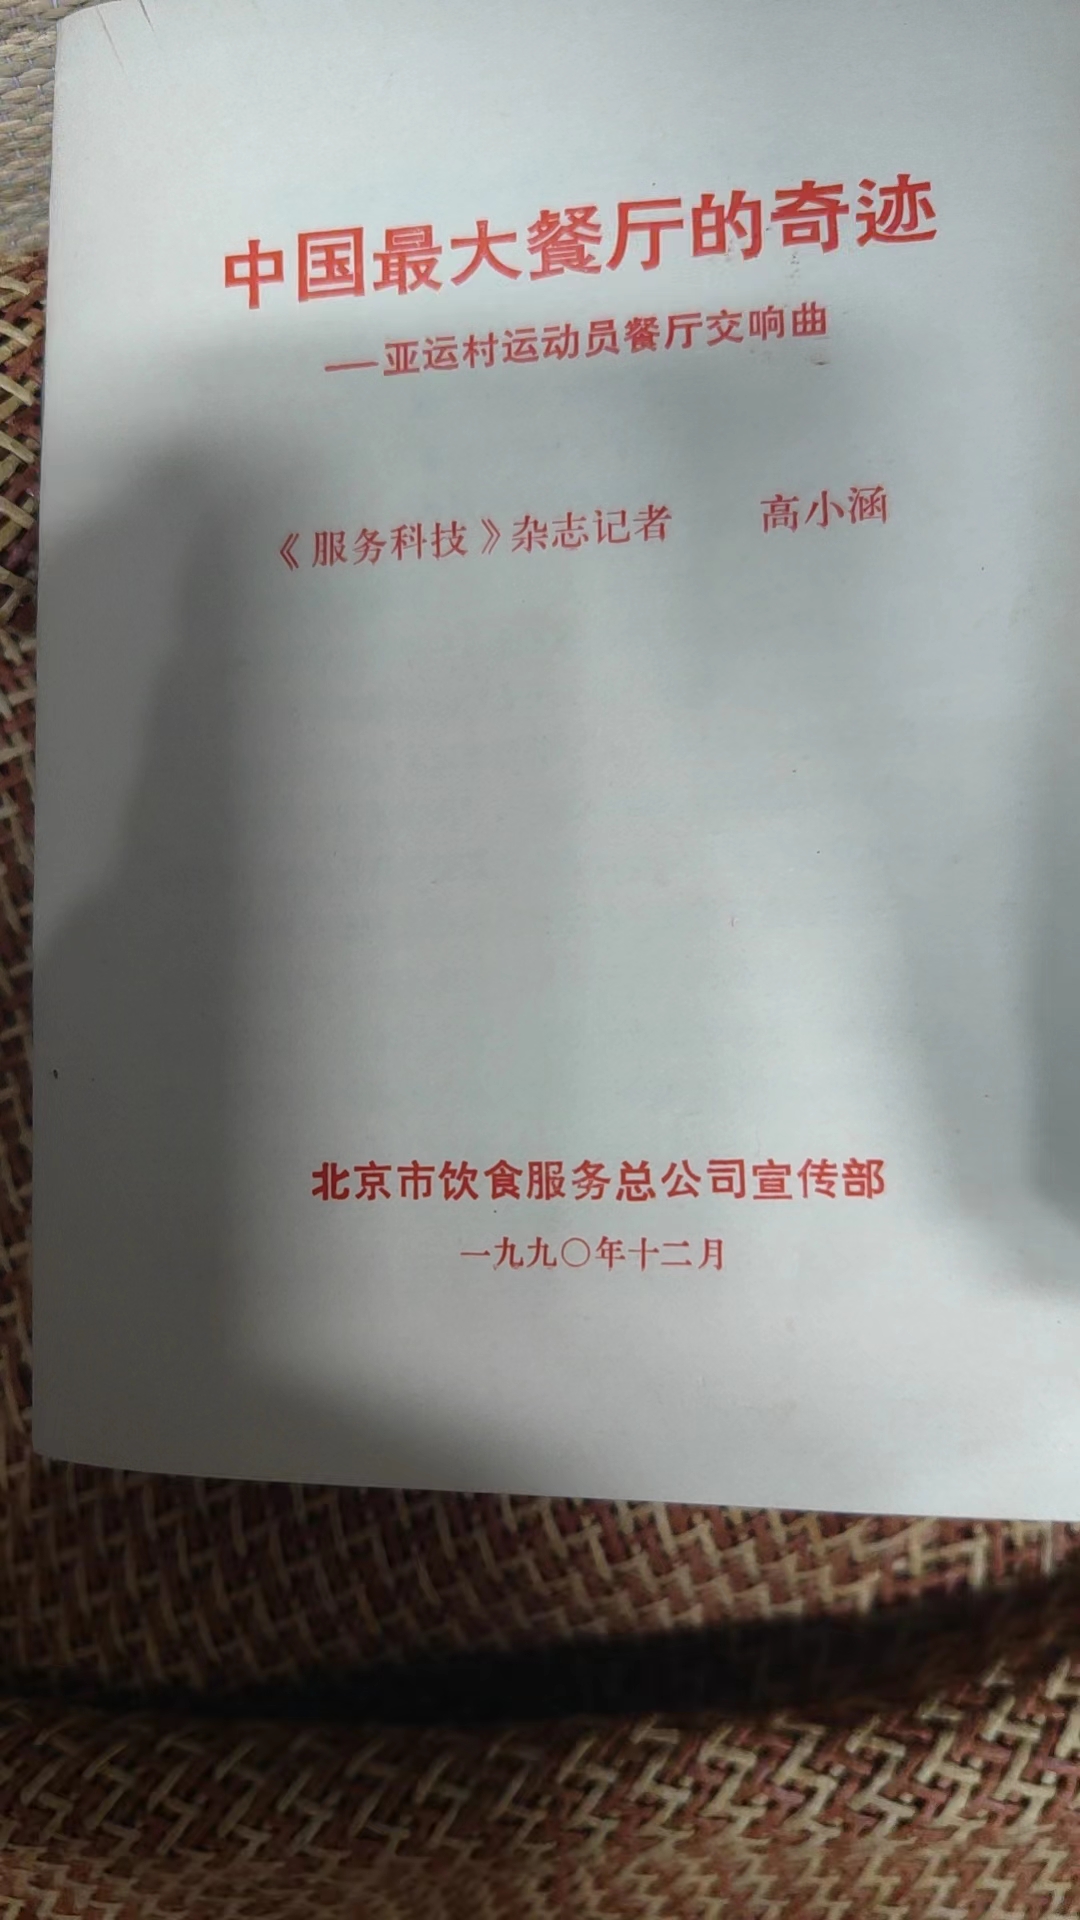 中国最大餐厅的奇迹
—亚运村运动员餐厅交响曲
《服务科技》杂志记者　　高小涵
北京市饮食服务总公司宣传部
一九九〇年十二月